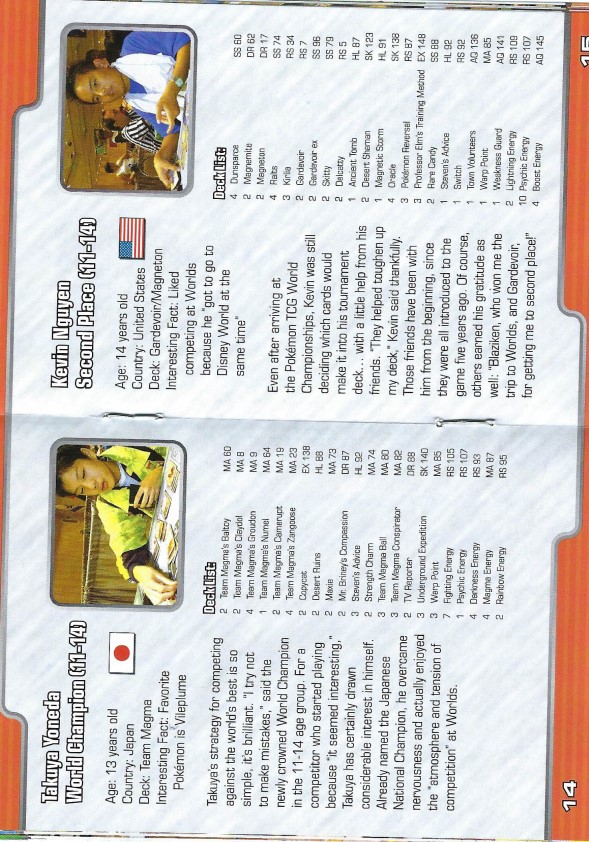 Takuya Yoneda
World Champion (11-14)
Age: 13 years old
Country: Japan
Deck: Team Magma
Interesting Fact: Favorite
Pokémon is Vileplume
Takuya's strategy for competing
against the world's best is so
simple, it's brilliant. "I try not
to make mistakes," said the
newly crowned World Champion
in the 11-14 age group. For a
competitor who started playing
because "it seemed interesting,"
Takuya has certainly drawn
considerable interest in himself.
Already named the Japanese
National Champion, he overcame
nervousness and actually enjoyed
the "atmosphere and tension of
competition" at Worlds.
Deck List:
2 Team Magma's Baltoy MA 60
2 Team Magma's Claydol MA 8
4 Team Magma's Groudon MA 9
1 Team Magma's Numel MA 64
2 Team Magma's Camerupt MA 19
4 Team Magma's Zangoose MA 23
2 Copycat EX 138
2 Desert Ruins HL 88
2 Maxie MA 73
2 Mr. Briney's Compassion DR 87
3 Steven's Advice HL 92
2 Strength Charm MA 74
3 Team Magma Ball MA 80
3 Team Magma Conspirator MA 82
2 TV Reporter DR 88
3 Underground Expedition SK 140
3 Warp Point MA 85
7 Fighting Energy RS 105
1 Psychic Energy RS 107
4 Darkness Energy RS 93
4 Magma Energy MA 87
2 Rainbow Energy RS 95
14
Kevin Nguyen
Second Place (11-14)
Age: 14 years old
Country: United States
Deck: Gardevoir/Magneton
Interesting Fact: Liked
competing at Worlds
because he "got to go to
Disney World at the
same time"
Even after arriving at
the Pokémon TCG World
Championships, Kevin was still
deciding which cards would
make it into his tournament
deck... with a little help from his
friends. "They helped toughen up
my deck," Kevin said thankfully.
Those friends have been with
him from the beginning, since
they were all introduced to the
game five years ago. Of course,
others earned his gratitude as
well: "Blaziken, who won me the
trip to Worlds, and Gardevoir,
for getting me to second place!"
Deck List:
4 Dunsparce SS 60
2 Magnemite DR 62
2 Magneton DR 17
4 Ralts SS 74
3 Kirlia RS 34
2 Gardevoir RS 7
2 Gardevoir ex SS 96
2 Skitty SS 79
2 Delcatty RS 5
1 Ancient Tomb HL 87
2 Desert Shaman SK 123
1 Magnetic Storm HL 91
4 Oracle SK 138
3 Pokémon Reversal RS 87
3 Professor Elm's Training Method EX 148
2 Rare Candy SS 88
1 Steven's Advice HL 92
1 Switch RS 92
1 Town Volunteers AQ 136
1 Warp Point MA 85
1 Weakness Guard AQ 141
2 Lightning Energy RS 109
10 Psychic Energy RS 107
4 Boost Energy AQ 145
15